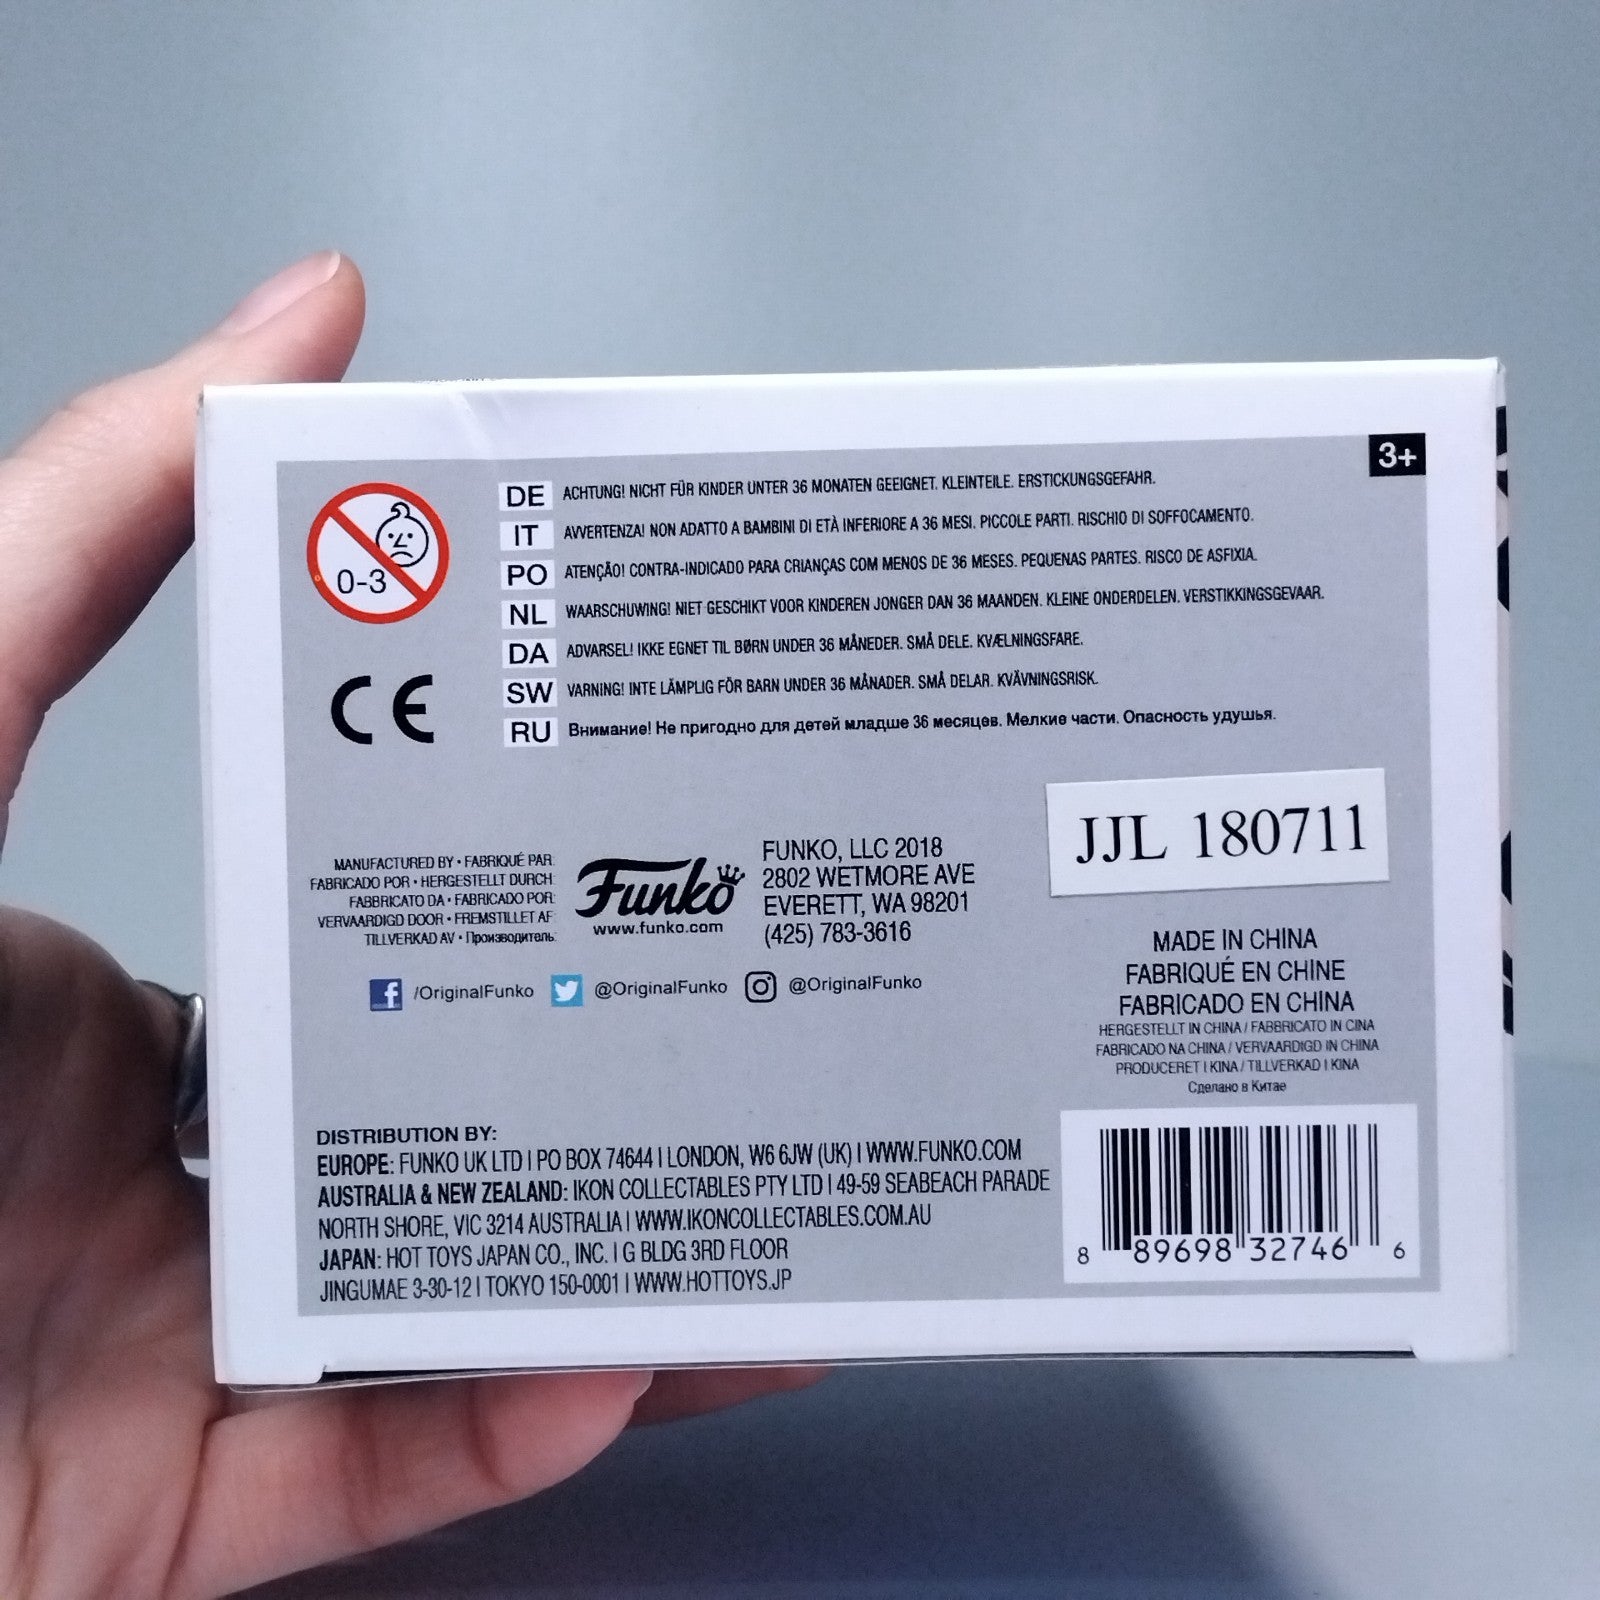 3+
0-3
DE ACHTUNG! NICHT FÜR KINDER UNTER 36 MONATEN GEEIGNET. KLEINTEILE. ERSTICKUNGSGEFAHR.
IT AVVERTENZA! NON ADATTO A BAMBINI DI ETÀ INFERIORE A 36 MESI. PICCOLE PARTI. RISCHIO DI SOFFOCAMENTO.
PO ATENÇÃO! CONTRA-INDICADO PARA CRIANÇAS COM MENOS DE 36 MESES. PEQUENAS PARTES. RISCO DE ASFIXIA.
NL WAARSCHUWING! NIET GESCHIKT VOOR KINDEREN JONGER DAN 36 MAANDEN. KLEINE ONDERDELEN. VERSTIKKINGSGEVAAR.
DA ADVARSEL! IKKE EGNET TIL BØRN UNDER 36 MÅNEDER. SMÅ DELE. KVÆLNINGSFARE.
SW VARNING! INTE LÄMPLIG FÖR BARN UNDER 36 MÅNADER. SMÅ DELAR. KVÄVNINGSRISK.
RU Внимание! Не пригодно для детей младше 36 месяцев. Мелкие части. Опасность удушья.
CE
MANUFACTURED BY • FABRIQUÉ PAR
FABRICADO POR • HERGESTELLT DURCH:
FABBRICATO DA • FABRICADO POR:
VERVAARDIGD DOOR • FREMSTILLET AF:
TILLVERKAD AV • Производитель:
Funko
www.funko.com
FUNKO, LLC 2018
2802 WETMORE AVE
EVERETT, WA 98201
(425) 783-3616
JJL 180711
/OriginalFunko @OriginalFunko @OriginalFunko
MADE IN CHINA
FABRIQUÉ EN CHINE
FABRICADO EN CHINA
HERGESTELLT IN CHINA / FABBRICATO IN CINA
FABRICADO NA CHINA / VERVAARDIGD IN CHINA
PRODUCERET I KINA / TILLVERKAD I KINA
Сделано в Китае
DISTRIBUTION BY:
EUROPE: FUNKO UK LTD | PO BOX 74644 | LONDON, W6 6JW (UK) | WWW.FUNKO.COM
AUSTRALIA & NEW ZEALAND: IKON COLLECTABLES PTY LTD | 49-59 SEABEACH PARADE
NORTH SHORE, VIC 3214 AUSTRALIA | WWW.IKONCOLLECTABLES.COM.AU
JAPAN: HOT TOYS JAPAN CO., INC. | G BLDG 3RD FLOOR
JINGUMAE 3-30-12 | TOKYO 150-0001 | WWW.HOTTOYS.JP
8 89698 32746 6